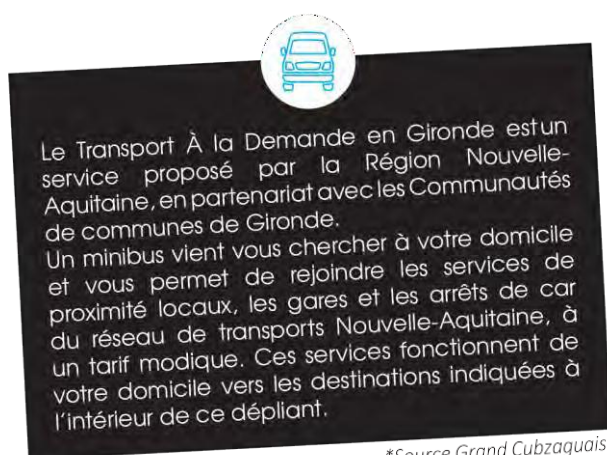 Le Transport À la Demande en Gironde est un
service proposé par la Région Nouvelle-
Aquitaine, en partenariat avec les Communautés
de communes de Gironde.
Un minibus vient vous chercher à votre domicile
et vous permet de rejoindre les services de
proximité locaux, les gares et les arrêts de car
du réseau de transports Nouvelle-Aquitaine, à
un tarif modique. Ces services fonctionnent de
votre domicile vers les destinations indiquées à
l'intérieur de ce dépliant.
*Source Grand Cubzaguais